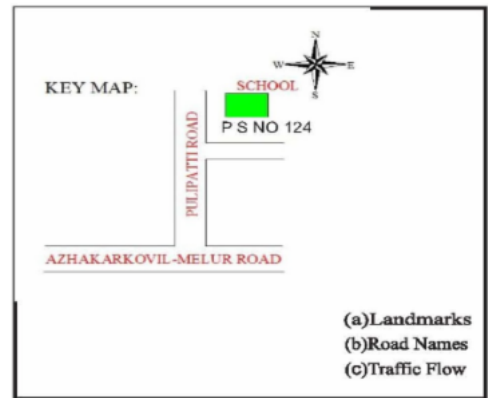 N
W E
S
KEY MAP:
SCHOOL
P S NO 124
PULIPATTI ROAD
AZHAKARKOVIL-MELUR ROAD
(a)Landmarks
(b)Road Names
(c)Traffic Flow